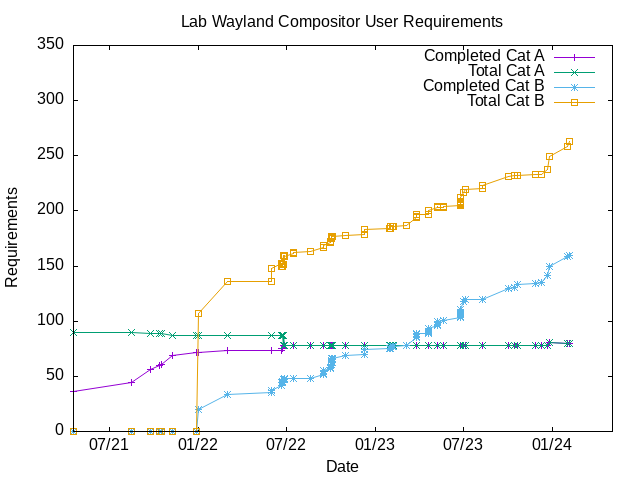 Lab Wayland Compositor User Requirements
350
300
250
200
150
100
50
0
Requirements
Completed Cat A
Total Cat A
Completed Cat B
Total Cat B
07/21 01/22 07/22 01/23 07/23 01/24
Date